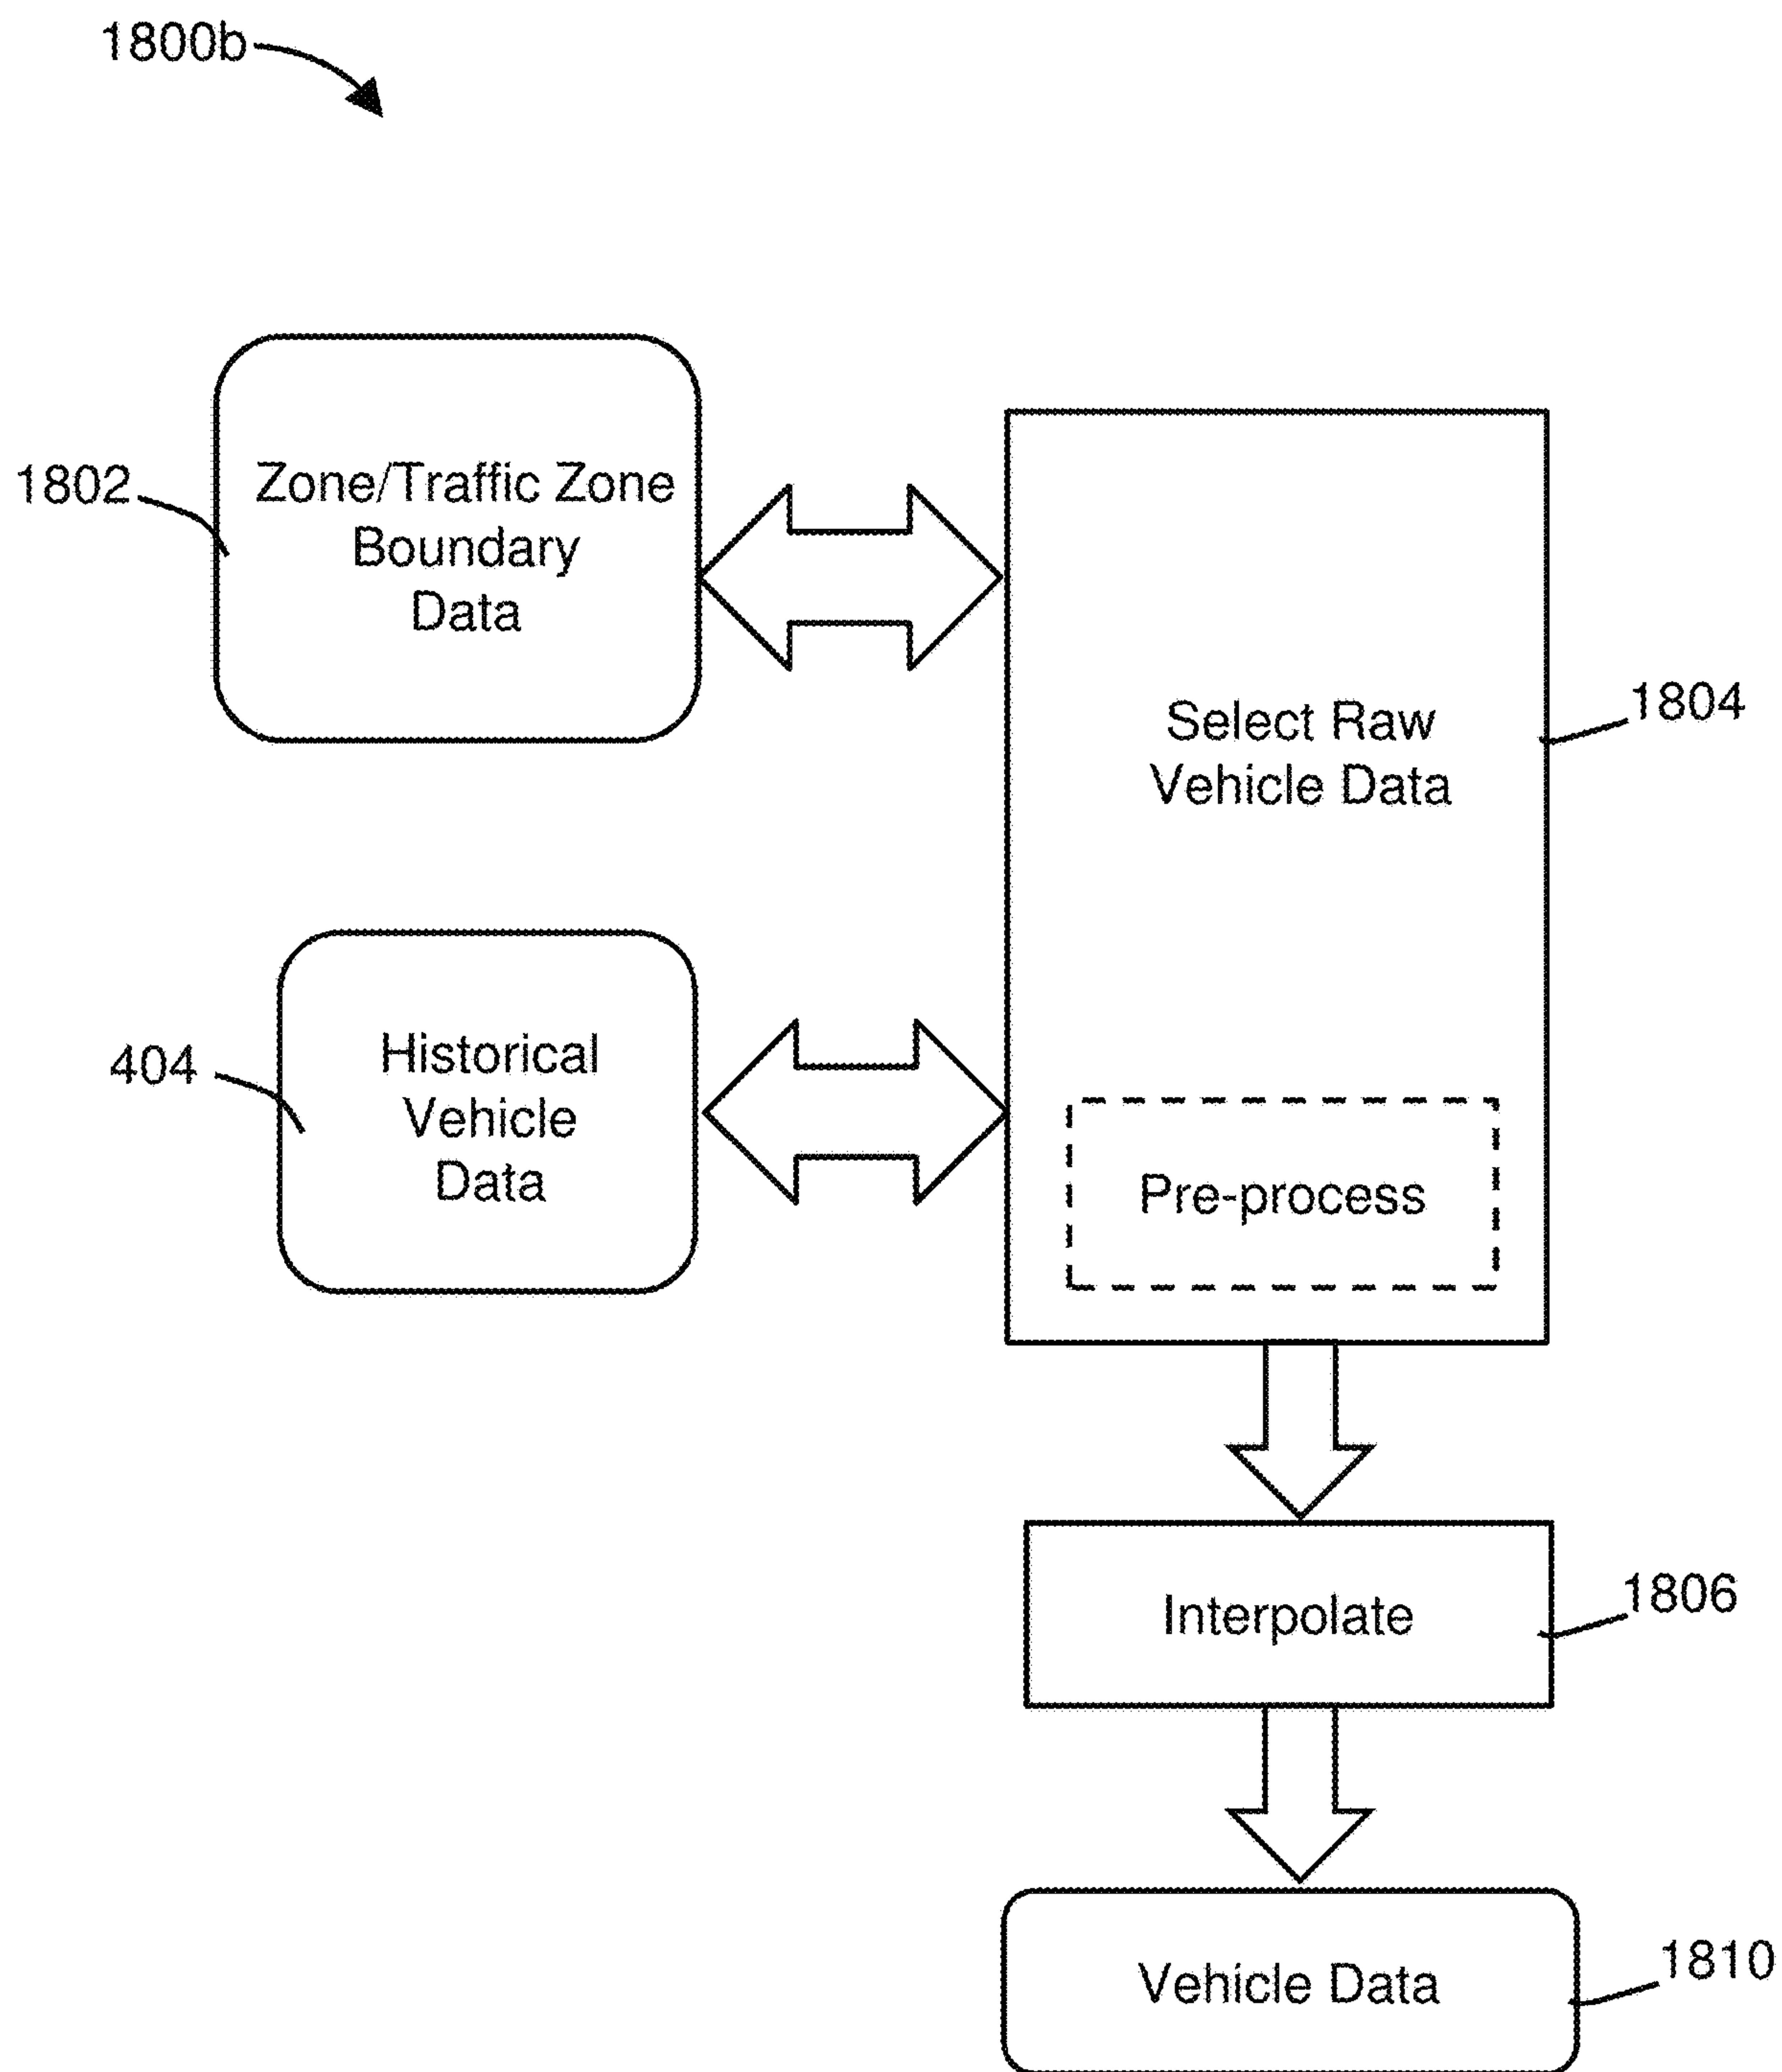 1800b
1802
Zone/Traffic Zone
Boundary
Data
Select Raw
Vehicle Data
1804
404
Historical
Vehicle
Data
Pre-process
Interpolate
1806
Vehicle Data
1810